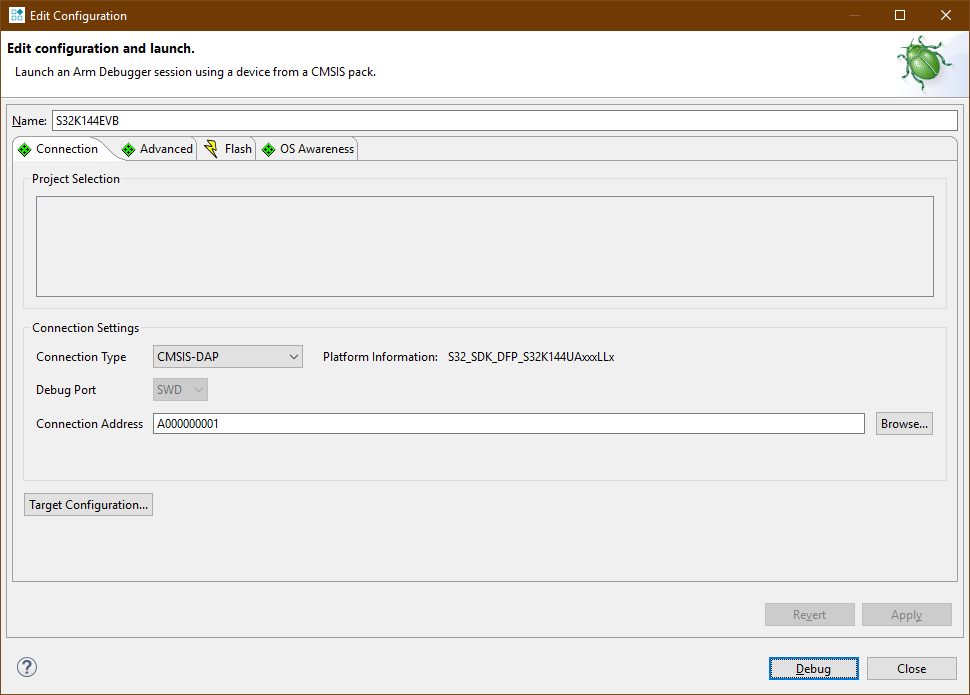 Edit Configuration
Edit configuration and launch.
Launch an Arm Debugger session using a device from a CMSIS pack.
Name: S32K144EVB
Connection Advanced Flash OS Awareness
Project Selection
Connection Settings
Connection Type CMSIS-DAP Platform Information: S32_SDK_DFP_S32K144UAxxxLLx
Debug Port SWD
Connection Address A000000001 Browse...
Target Configuration...
Revert Apply
? Debug Close